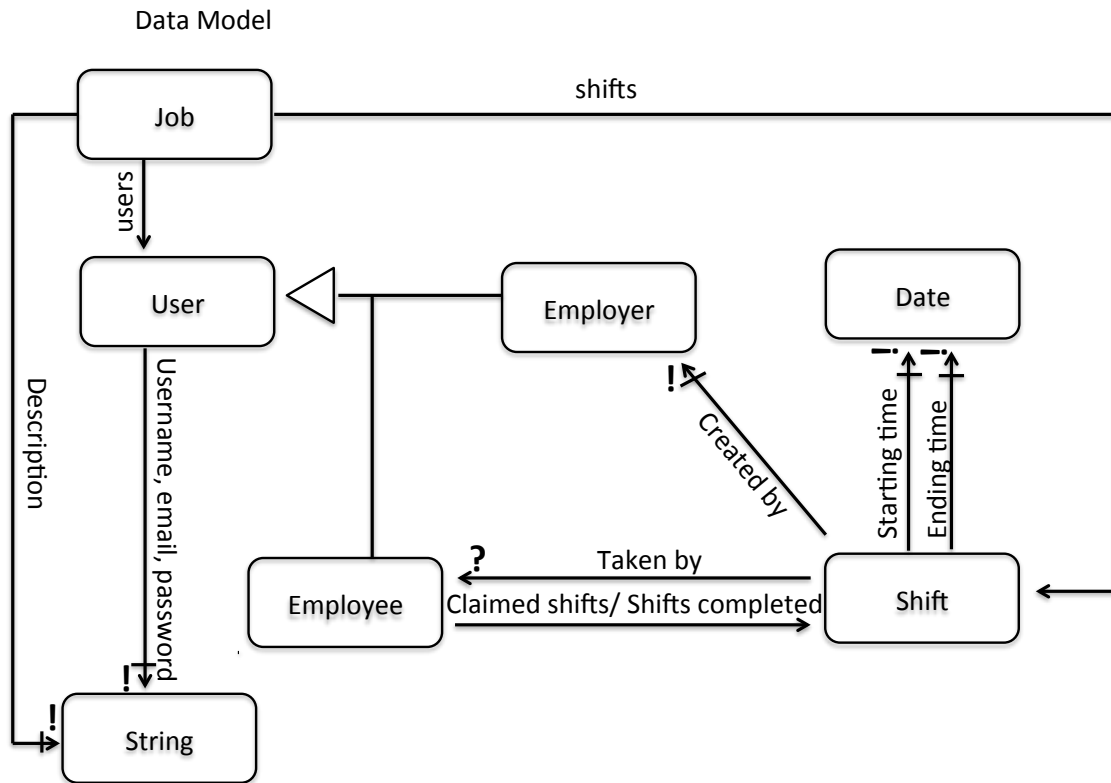 Data Model
shifts
Job
users
User
Employer
Date
Description
Username, email, password
!
Created by
!
!
Starting time
Ending time
?
Taken by
Employee
Claimed shifts/ Shifts completed
Shift
!
!
String